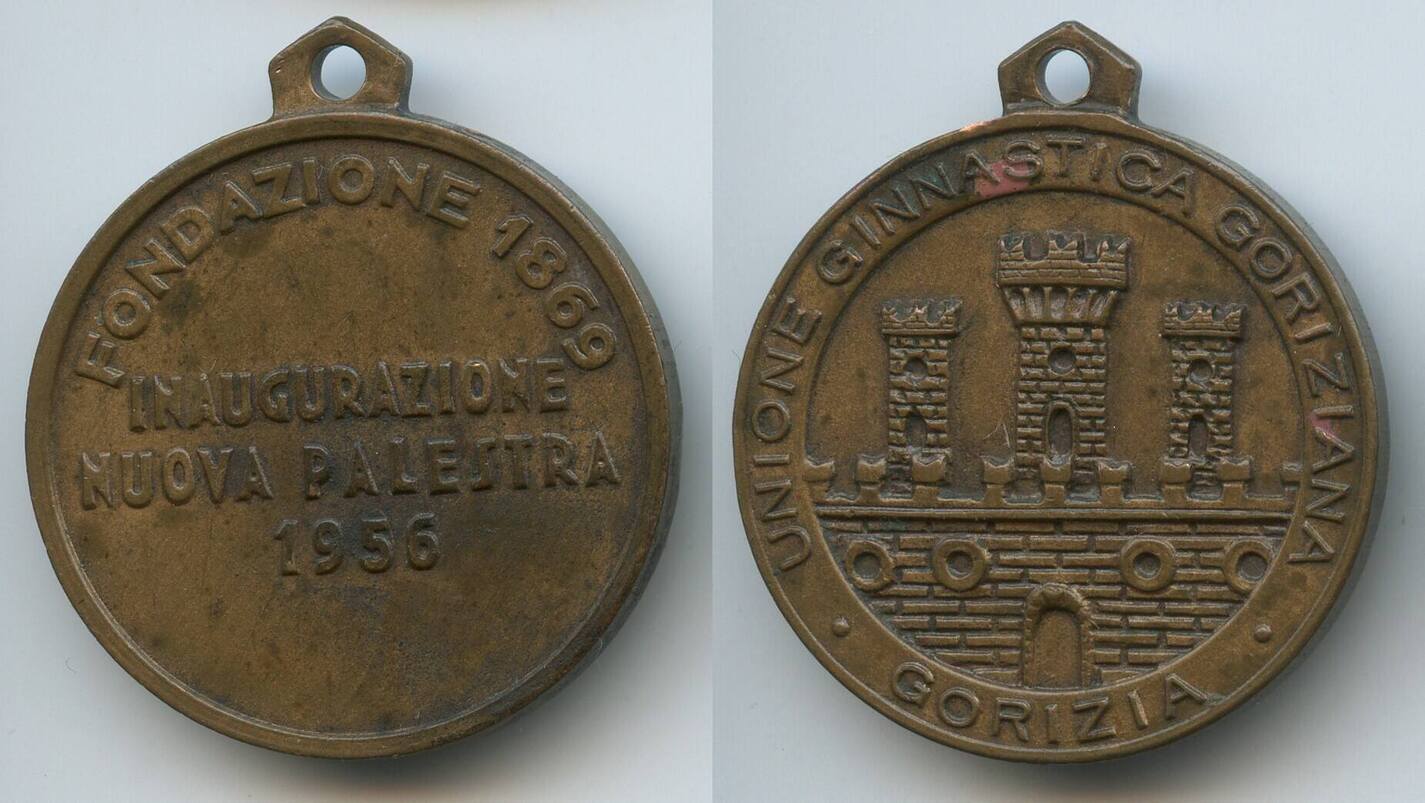 FONDAZIONE 1869
INAUGURAZIONE
NUOVA PALESTRA
1956
UNIONE GINNASTICA GORIZIANA
GORIZIA